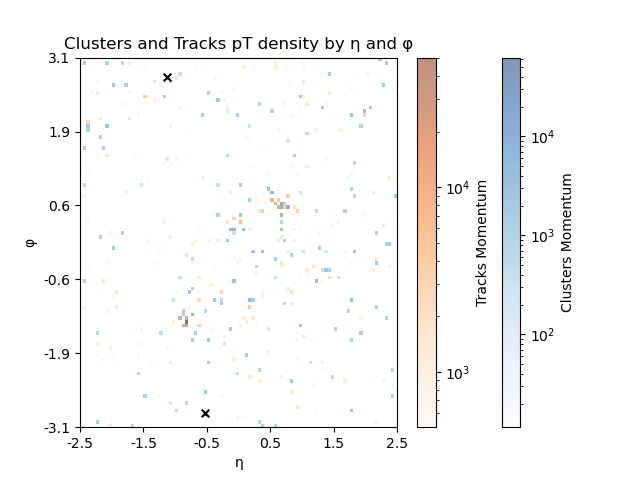 Clusters and Tracks pT density by η and φ
3.1
1.9
0.6
-0.6
-1.9
-3.1
φ
-2.5 -1.5 -0.5 0.5 1.5 2.5
η
10⁴
10³
Tracks Momentum
10⁴
10³
10²
Clusters Momentum